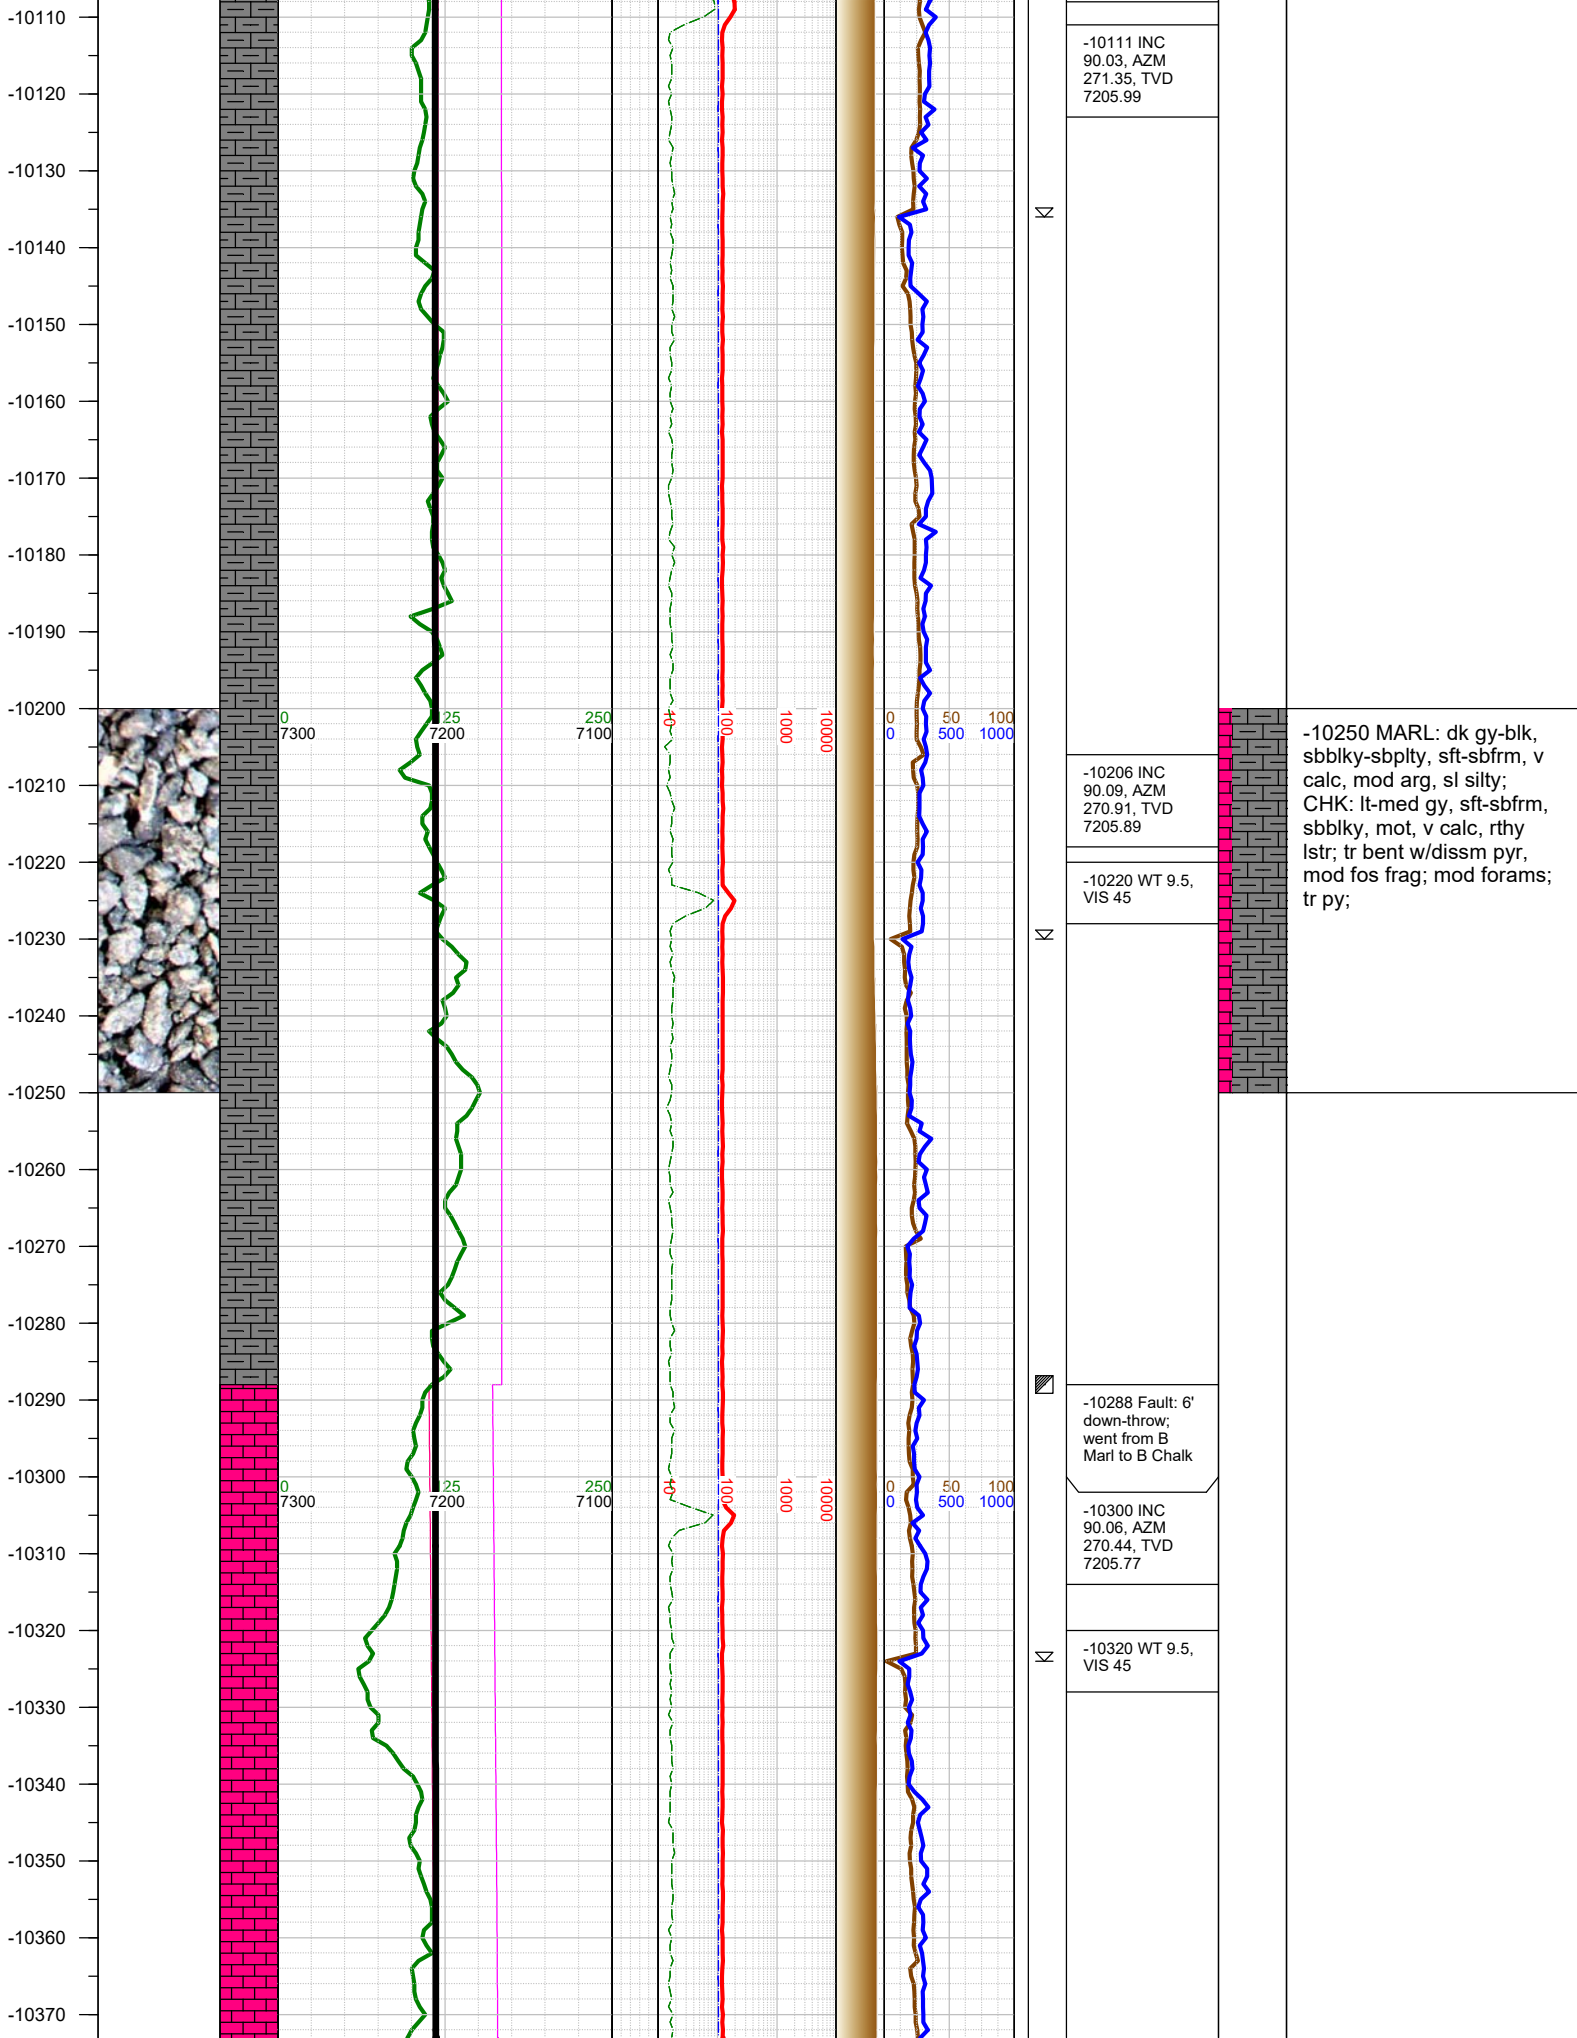 -10110
-10111 INC
90.03, AZM
271.35, TVD
7205.99
-10120
-10130
-10140
-10150
-10160
-10170
-10180
-10190
-10200
0 125 250 10 100 1000 10000 0 50 100
7300 7200 7100 0 500 1000
-10250 MARL: dk gy-blk,
sbblky-sbplty, sft-sbfrm, v
calc, mod arg, sl silty;
CHK: lt-med gy, sft-sbfrm,
sbblky, mot, v calc, rthy
lstr; tr bent w/dissm pyr,
mod fos frag; mod forams;
tr py;
-10206 INC
90.09, AZM
270.91, TVD
7205.89
-10210
-10220
-10220 WT 9.5,
VIS 45
-10230
-10240
-10250
-10260
-10270
-10280
-10290
-10288 Fault: 6'
down-throw;
went from B
Marl to B Chalk
-10300
0 125 250 10 100 1000 10000 0 50 100
7300 7200 7100 0 500 1000
-10300 INC
90.06, AZM
270.44, TVD
7205.77
-10310
-10320
-10320 WT 9.5,
VIS 45
-10330
-10340
-10350
-10360
-10370